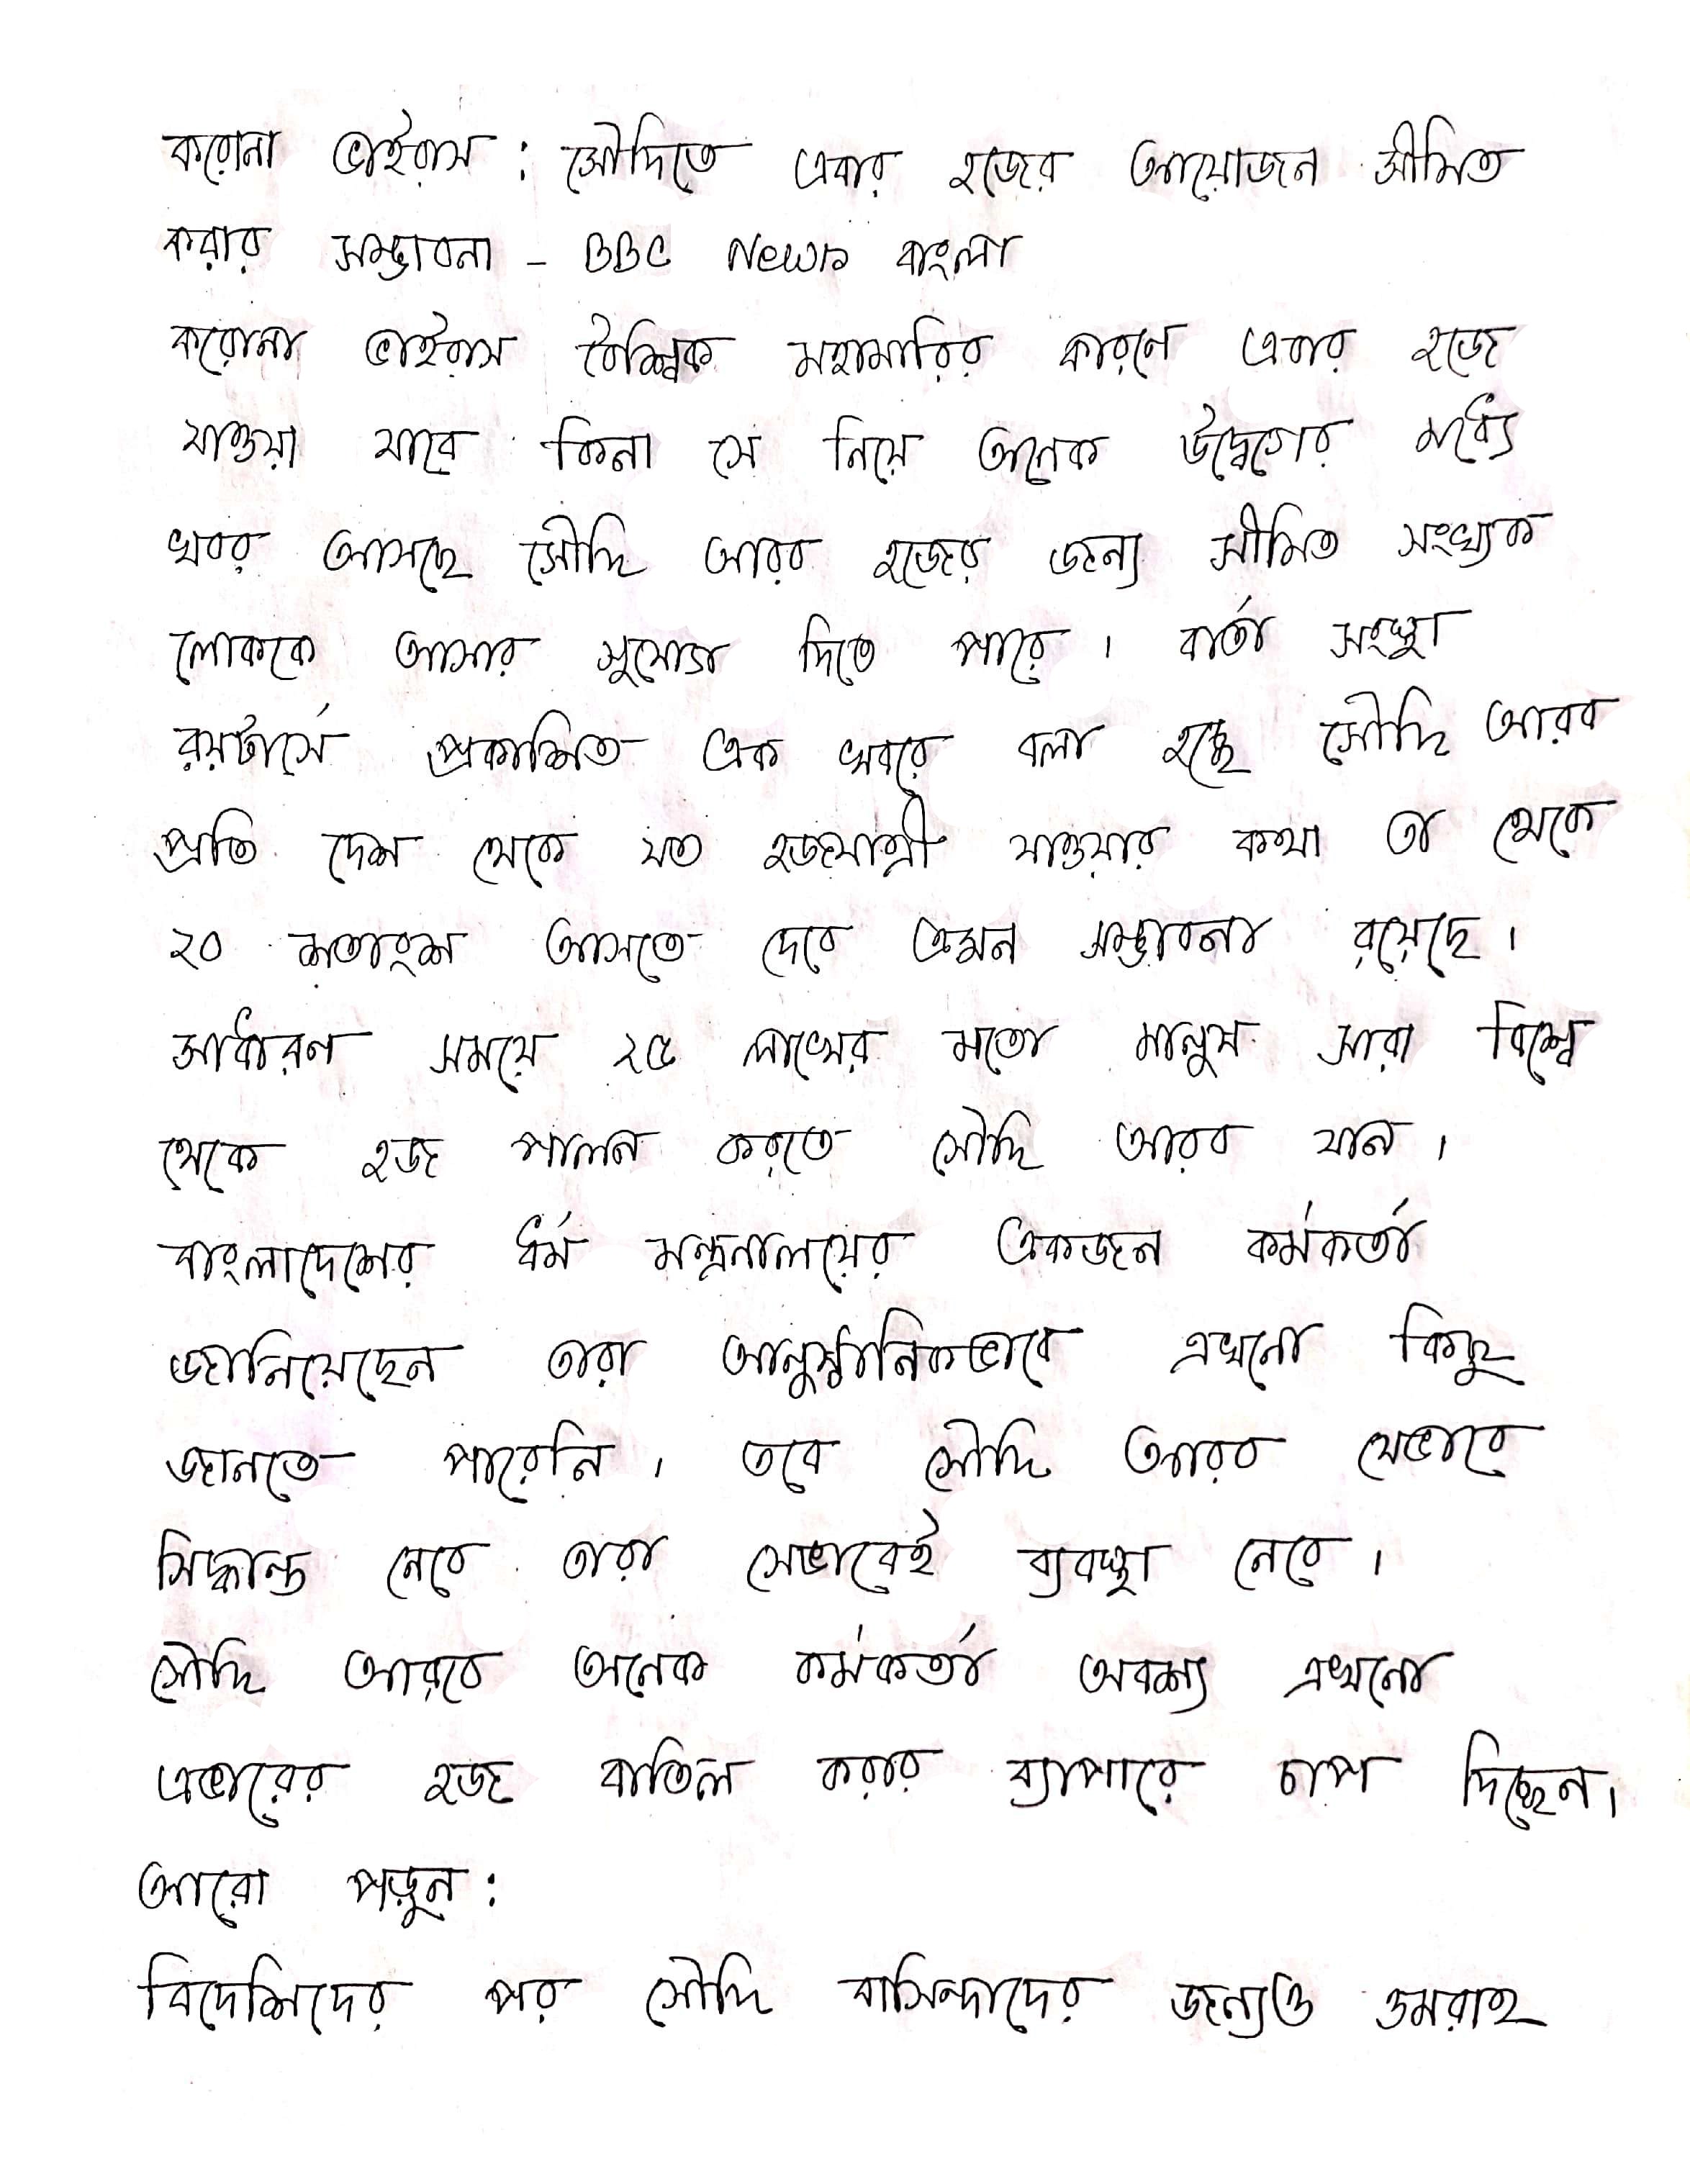 করোনা ভাইরাস : সৌদিতে এবার হজের আয়োজন সীমিত
করার সম্ভাবনা - BBC News বাংলা
করোনা ভাইরাস বৈশ্বিক মহামারির কারণে এবার হজে
যাওয়া যাবে কিনা সে নিয়ে অনেক উদ্বেগের মধ্যে
খবর আসছে সৌদি আরব হজের জন্য সীমিত সংখ্যক
লোককে আসার সুযোগ দিতে পারে । বার্তা সংস্থা
রয়টার্সে প্রকাশিত এক খবরে বলা হচ্ছে সৌদি আরব
প্রতি দেশ থেকে যত হজযাত্রী যাওয়ার কথা তা থেকে
২০ শতাংশ আসতে দেবে এমন সম্ভাবনা রয়েছে ।
সাধারণ সময়ে ২৫ লাখের মতো মানুষ সারা বিশ্বে
থেকে হজ পালন করতে সৌদি আরব যান ।
বাংলাদেশের ধর্ম মন্ত্রনালয়ের একজন কর্মকর্তা
জানিয়েছেন তারা আনুষ্ঠানিকভাবে এখনো কিছু
জানতে পারেনি । তবে সৌদি আরব যেভাবে
সিদ্ধান্ত নেবে তারা সেভাবেই ব্যবস্থা নেবে ।
সৌদি আরবে অনেক কর্মকর্তা অবশ্য এখনো
এভারের হজ বাতিল করার ব্যাপারে চাপ দিচ্ছেন ।
আরো পড়ুন :
বিদেশিদের পর সৌদি বাসিন্দাদের জন্যও ওমরাহ